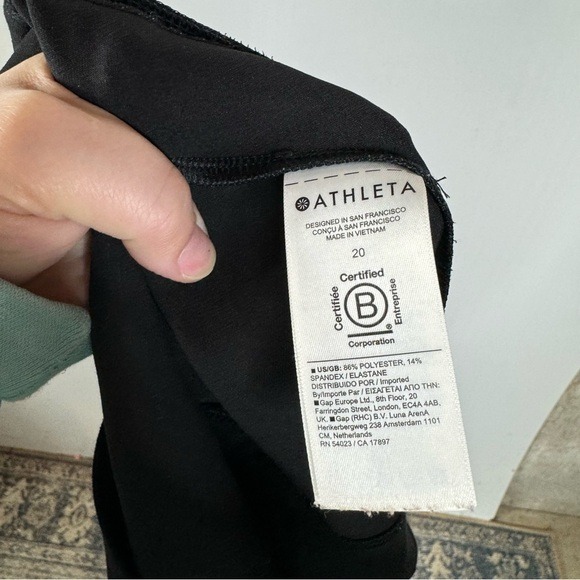 ATHLETA
DESIGNED IN SAN FRANCISCO
CONÇU À SAN FRANCISCO
MADE IN VIETNAM
20
Certified
Certifiée
B
Entreprise
Corporation
US/GB: 86% POLYESTER, 14%
SPANDEX / ELASTANE
DISTRIBUIDO POR / Imported
By/Importe Par / ΕΙΣΑΓΕΤΑΙ ΑΠΟ ΤΗΝ:
Gap Europe Ltd., 8th Floor, 20
Farringdon Street, London, EC4A 4AB,
UK, Gap (RHC) B.V. Luna ArenA
Herikerbergweg 238 Amsterdam 1101
CM, Netherlands
RN 54023 / CA 17897